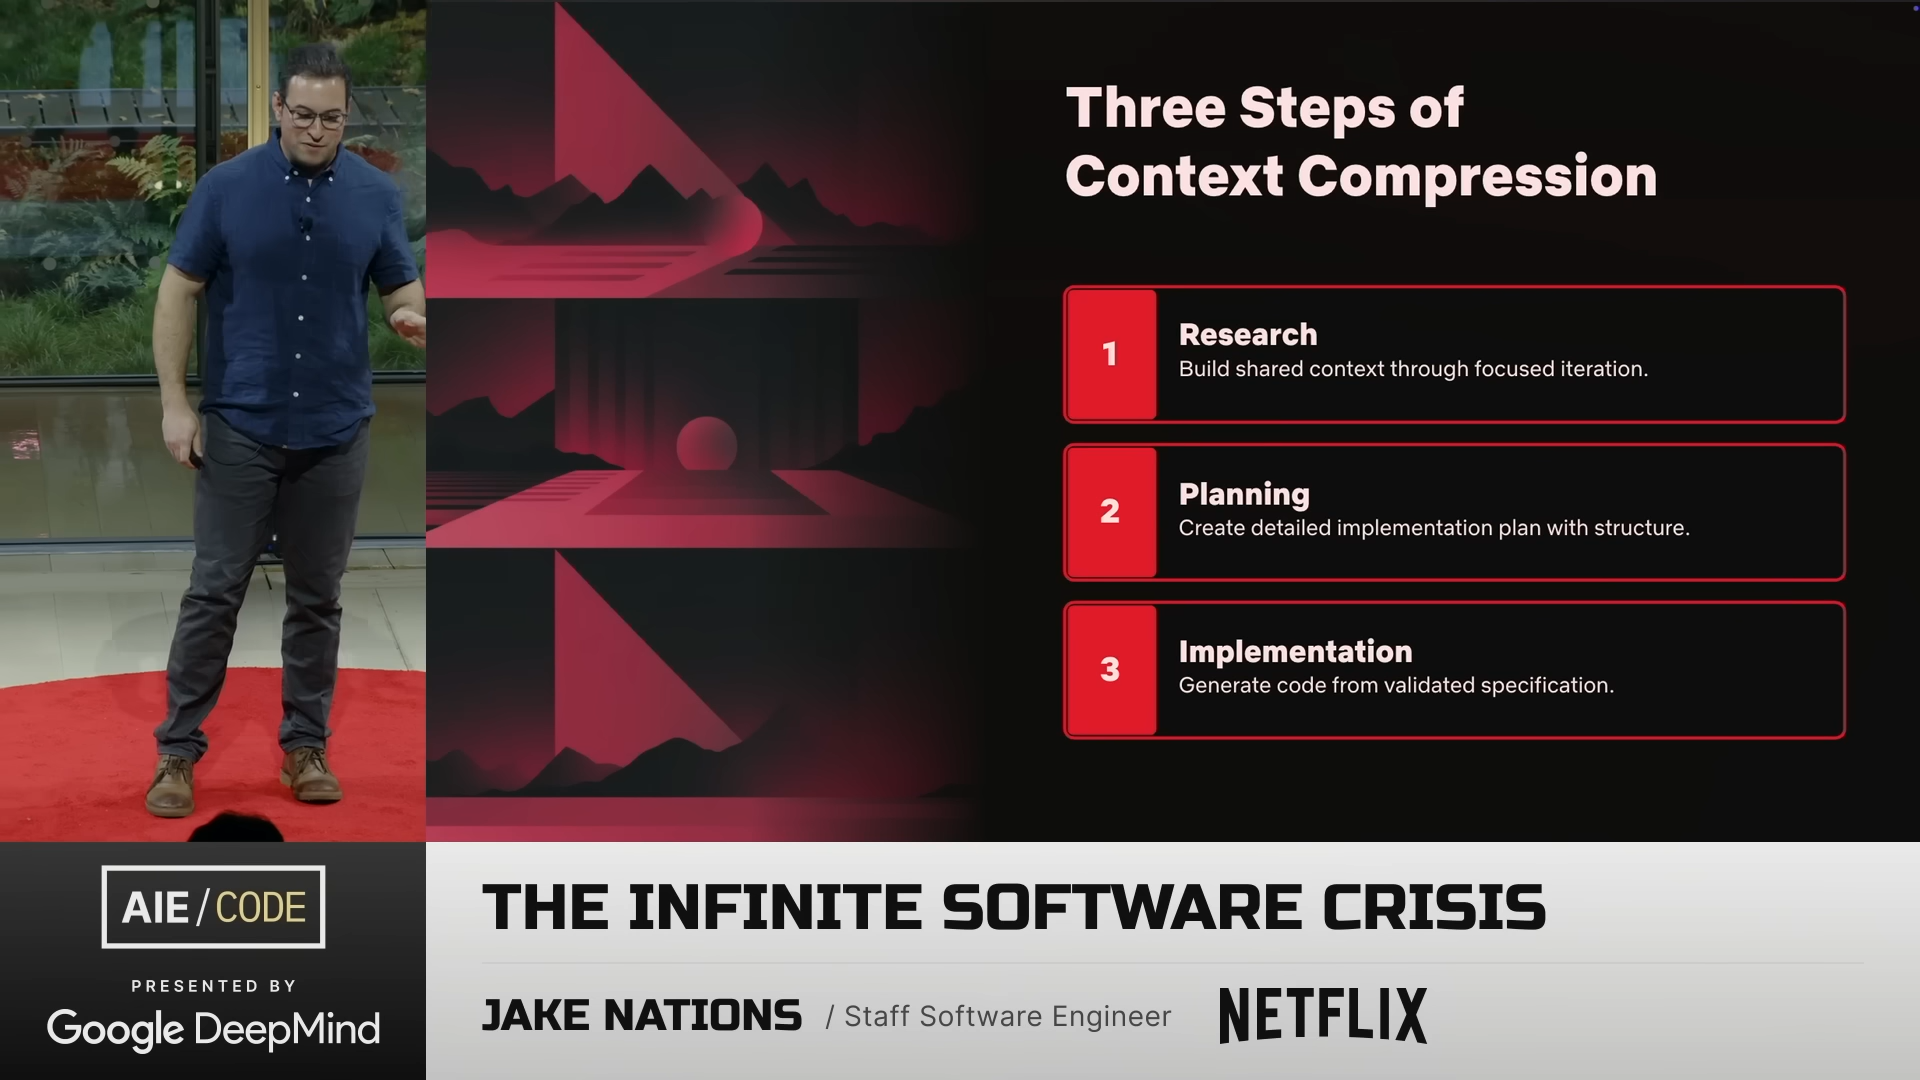 Three Steps of
Context Compression
1
Research
Build shared context through focused iteration.
2
Planning
Create detailed implementation plan with structure.
3
Implementation
Generate code from validated specification.
AIE/CODE
PRESENTED BY
Google DeepMind
THE INFINITE SOFTWARE CRISIS
JAKE NATIONS / Staff Software Engineer NETFLIX